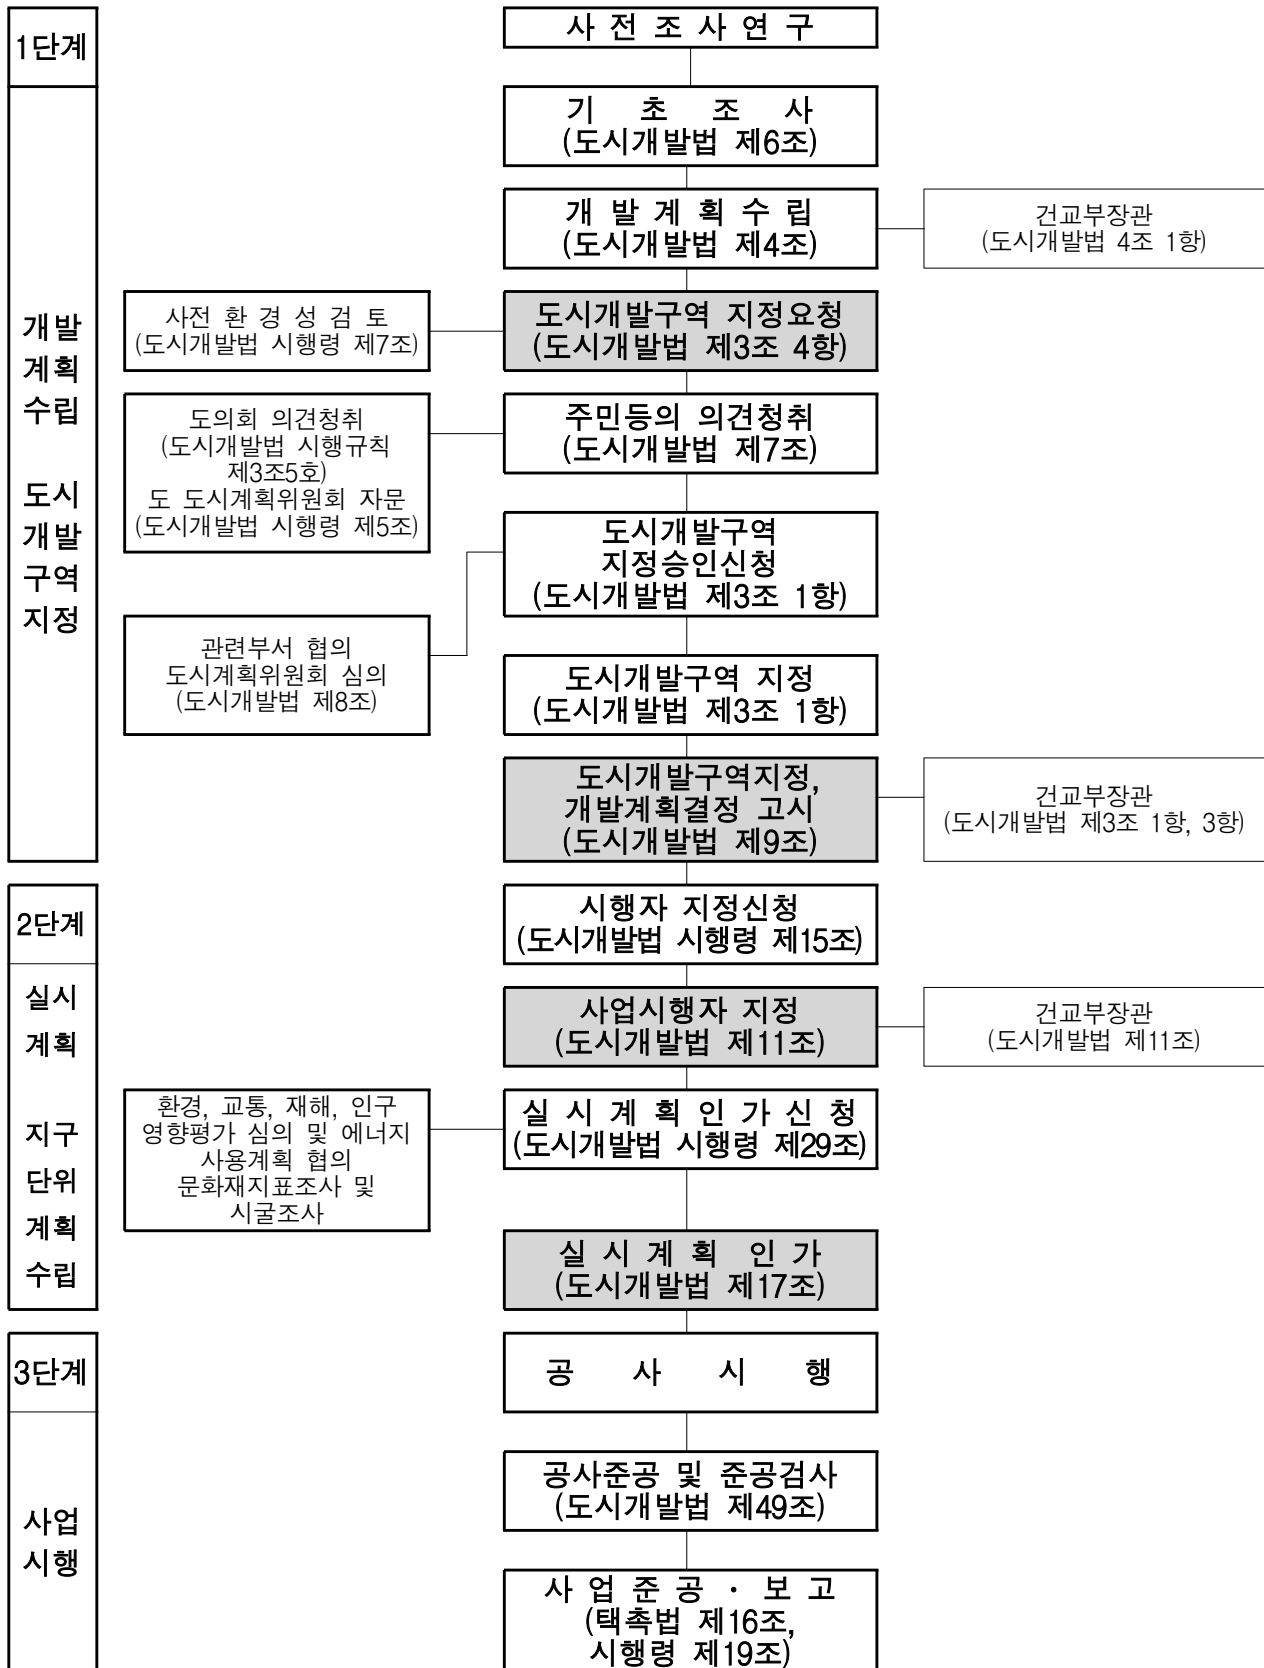 1단계
사 전 조 사 연 구
기 초 조 사
(도시개발법 제6조)
개 발 계 획 수 립
(도시개발법 제4조)
건교부장관
(도시개발법 4조 1항)
개발
계획
수립
도시
개발
구역
지정
사전 환 경 성 검 토
(도시개발법 시행령 제7조)
도시개발구역 지정요청
(도시개발법 제3조 4항)
도의회 의견청취
(도시개발법 시행규칙
제3조5호)
도 도시계획위원회 자문
(도시개발법 시행령 제5조)
주민등의 의견청취
(도시개발법 제7조)
도시개발구역
지정승인신청
(도시개발법 제3조 1항)
관련부서 협의
도시계획위원회 심의
(도시개발법 제8조)
도시개발구역 지정
(도시개발법 제3조 1항)
도시개발구역지정,
개발계획결정 고시
(도시개발법 제9조)
건교부장관
(도시개발법 제3조 1항, 3항)
2단계
시행자 지정신청
(도시개발법 시행령 제15조)
실시
계획
지구
단위
계획
수립
사업시행자 지정
(도시개발법 제11조)
건교부장관
(도시개발법 제11조)
환경, 교통, 재해, 인구
영향평가 심의 및 에너지
사용계획 협의
문화재지표조사 및
시굴조사
실 시 계 획 인 가 신 청
(도시개발법 시행령 제29조)
실 시 계 획 인 가
(도시개발법 제17조)
3단계
공 사 시 행
사업
시행
공사준공 및 준공검사
(도시개발법 제49조)
사 업 준 공 · 보 고
(택촉법 제16조,
시행령 제19조)